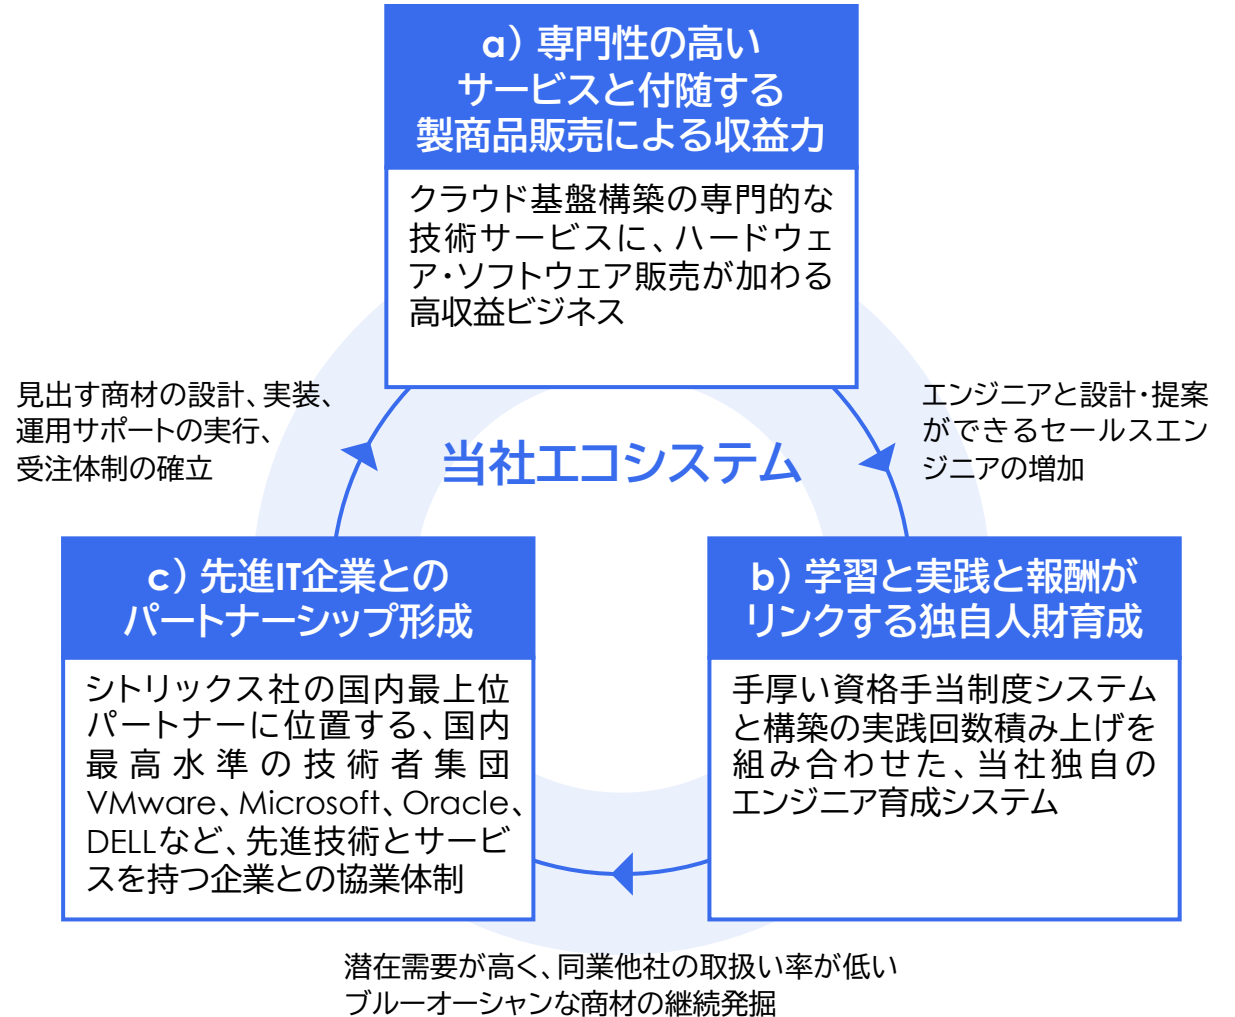 a）専門性の高い
サービスと付随する
製商品販売による収益力
クラウド基盤構築の専門的な
技術サービスに、ハードウェ
ア・ソフトウェア販売が加わる
高収益ビジネス
見出す商材の設計、実装、
運用サポートの実行、
受注体制の確立
当社エコシステム
エンジニアと設計・提案
ができるセールスエン
ジニアの増加
c）先進IT企業との
パートナーシップ形成
シトリックス社の国内最上位
パートナーに位置する、国内
最高水準の技術者集団
VMware、Microsoft、Oracle、
DELLなど、先進技術とサービ
スを持つ企業との協業体制
b）学習と実践と報酬が
リンクする独自人財育成
手厚い資格手当制度システム
と構築の実践回数積み上げを
組み合わせた、当社独自の
エンジニア育成システム
潜在需要が高く、同業他社の取扱い率が低い
ブルーオーシャンな商材の継続発掘